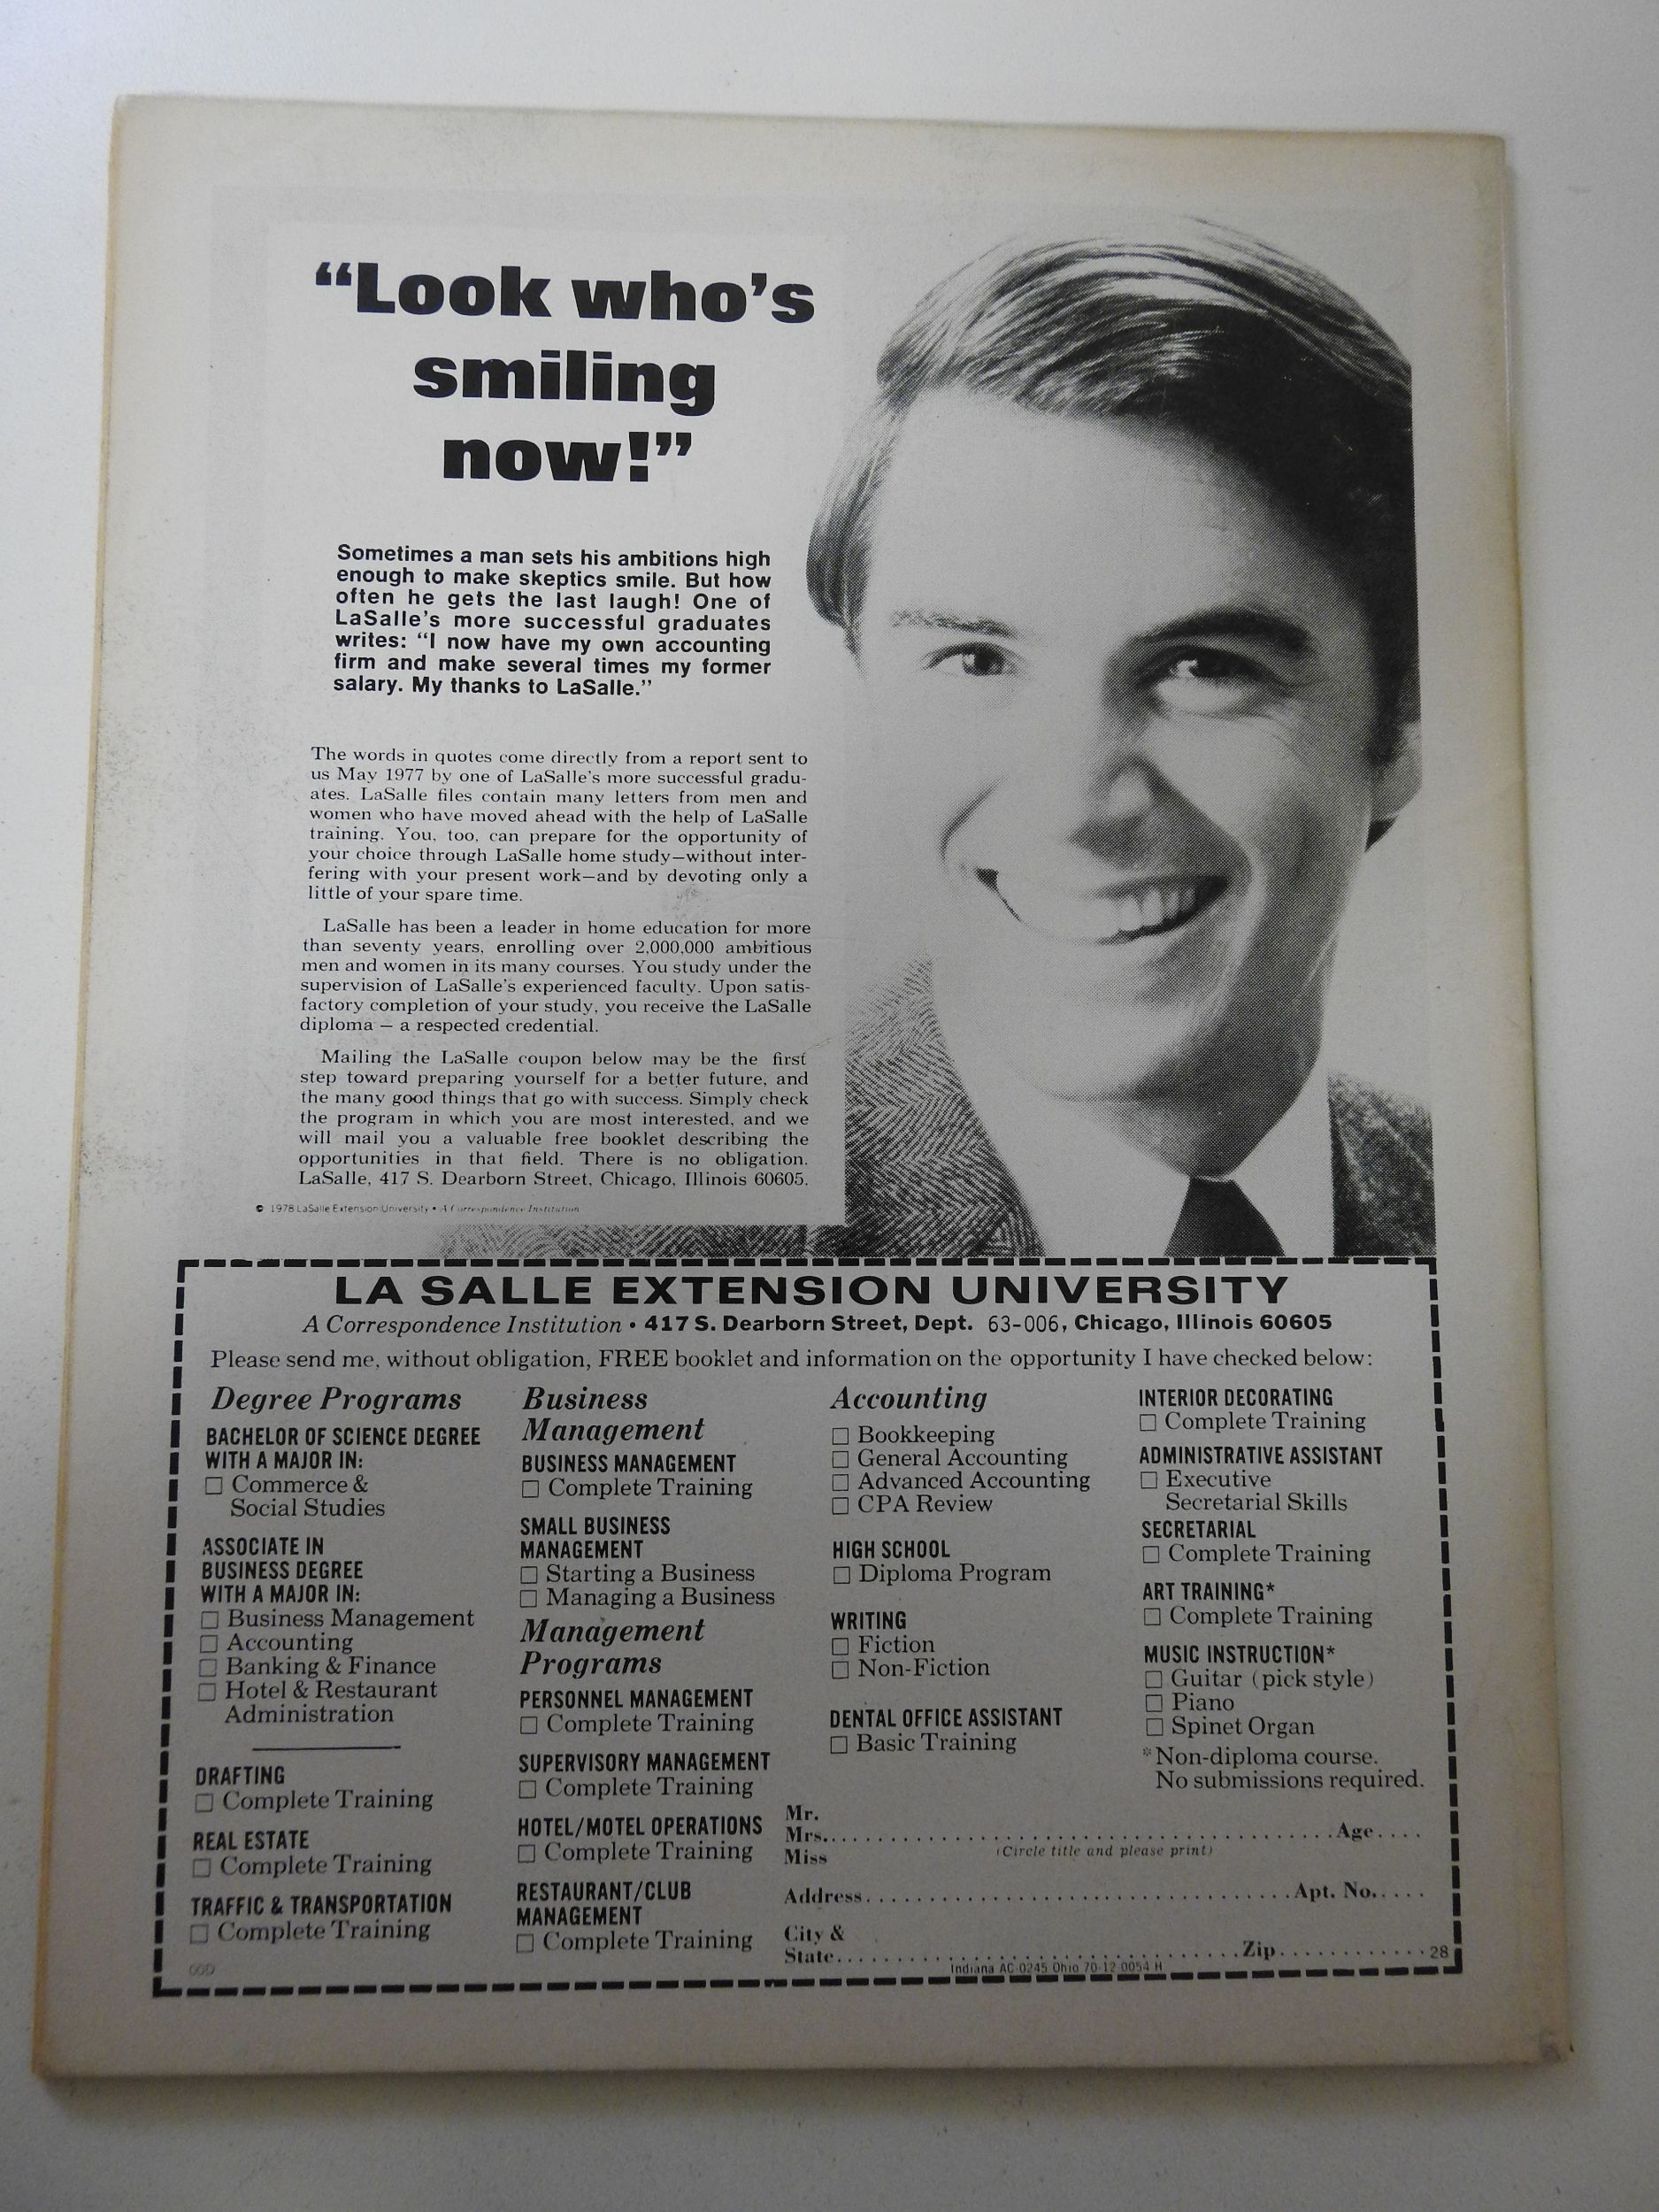 “Look who’s
smiling
now!”
Sometimes a man sets his ambitions high
enough to make skeptics smile. But how
often he gets the last laugh! One of
LaSalle’s more successful graduates
writes: “I now have my own accounting
firm and make several times my former
salary. My thanks to LaSalle.”
The words in quotes come directly from a report sent to
us May 1977 by one of LaSalle’s more successful gradu-
ates. LaSalle files contain many letters from men and
women who have moved ahead with the help of LaSalle
training. You, too, can prepare for the opportunity of
your choice through LaSalle home study—without inter-
fering with your present work—and by devoting only a
little of your spare time.
LaSalle has been a leader in home education for more
than seventy years, enrolling over 2,000,000 ambitious
men and women in its many courses. You study under the
supervision of LaSalle’s experienced faculty. Upon satis-
factory completion of your study, you receive the LaSalle
diploma — a respected credential.
Mailing the LaSalle coupon below may be the first
step toward preparing yourself for a better future, and
the many good things that go with success. Simply check
the program in which you are most interested, and we
will mail you a valuable free booklet describing the
opportunities in that field. There is no obligation.
LaSalle, 417 S. Dearborn Street, Chicago, Illinois 60605.
© 1978 LaSalle Extension University • A Correspondence Institution
LA SALLE EXTENSION UNIVERSITY
A Correspondence Institution • 417 S. Dearborn Street, Dept. 63-006, Chicago, Illinois 60605
Please send me, without obligation, FREE booklet and information on the opportunity I have checked below:
Degree Programs
BACHELOR OF SCIENCE DEGREE
WITH A MAJOR IN:
☐ Commerce &
Social Studies
ASSOCIATE IN
BUSINESS DEGREE
WITH A MAJOR IN:
☐ Business Management
☐ Accounting
☐ Banking & Finance
☐ Hotel & Restaurant
Administration
DRAFTING
☐ Complete Training
REAL ESTATE
☐ Complete Training
TRAFFIC & TRANSPORTATION
☐ Complete Training
00D
Business
Management
BUSINESS MANAGEMENT
☐ Complete Training
SMALL BUSINESS
MANAGEMENT
☐ Starting a Business
☐ Managing a Business
Management
Programs
PERSONNEL MANAGEMENT
☐ Complete Training
SUPERVISORY MANAGEMENT
☐ Complete Training
HOTEL/MOTEL OPERATIONS
☐ Complete Training
RESTAURANT/CLUB
MANAGEMENT
☐ Complete Training
Accounting
☐ Bookkeeping
☐ General Accounting
☐ Advanced Accounting
☐ CPA Review
HIGH SCHOOL
☐ Diploma Program
WRITING
☐ Fiction
☐ Non-Fiction
DENTAL OFFICE ASSISTANT
☐ Basic Training
INTERIOR DECORATING
☐ Complete Training
ADMINISTRATIVE ASSISTANT
☐ Executive
Secretarial Skills
SECRETARIAL
☐ Complete Training
ART TRAINING*
☐ Complete Training
MUSIC INSTRUCTION*
☐ Guitar (pick style)
☐ Piano
☐ Spinet Organ
*Non-diploma course.
No submissions required.
Mr.
Mrs. Age
Miss (Circle title and please print)
Address Apt. No.
City &
State Zip 28
Indiana AC-0245 Ohio 70-12 0054 H